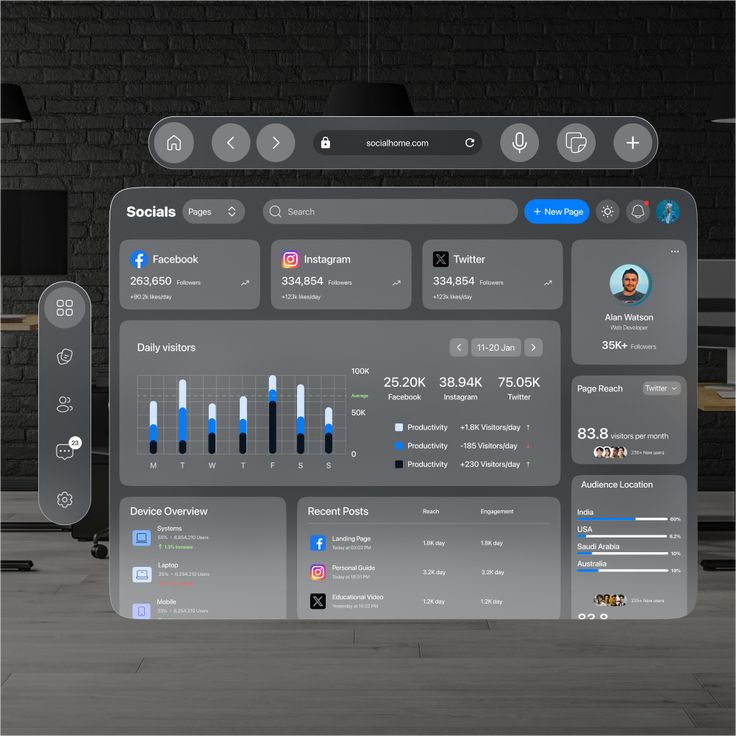 socialhome.com
Socials
Pages
Search
+ New Page
Facebook
263,650 Followers
+90.2k likes/day
Instagram
334,854 Followers
+123k likes/day
Twitter
334,854 Followers
+123k likes/day
Alan Watson
Web Developer
35K+ Followers
Daily visitors
11-20 Jan
100K
Average
50K
0
M T W T F S S
25.20K 38.94K 75.05K
Facebook Instagram Twitter
Productivity +1.8K Visitors/day ↑
Productivity -185 Visitors/day ↓
Productivity +230 Visitors/day ↑
Page Reach
Twitter
83.8 visitors per month
235+ New users
Audience Location
India
60%
USA
8.2%
Saudi Arabia
10%
Australia
19%
235+ New users
83.8
23
Device Overview
Systems
55% • 8,654,210 Users
↑ 1.3% increase
Laptop
6,254,210 Users
Mobile
33% • 6,254,210 Users
Recent Posts Reach Engagement
Landing Page
Today at 03:02 PM
1.8K day 1.8K day
Personal Guide
Today at 18:31 PM
3.2K day 3.2K day
Educational Video
Yesterday at 15:22 PM
1.2K day 1.2K day